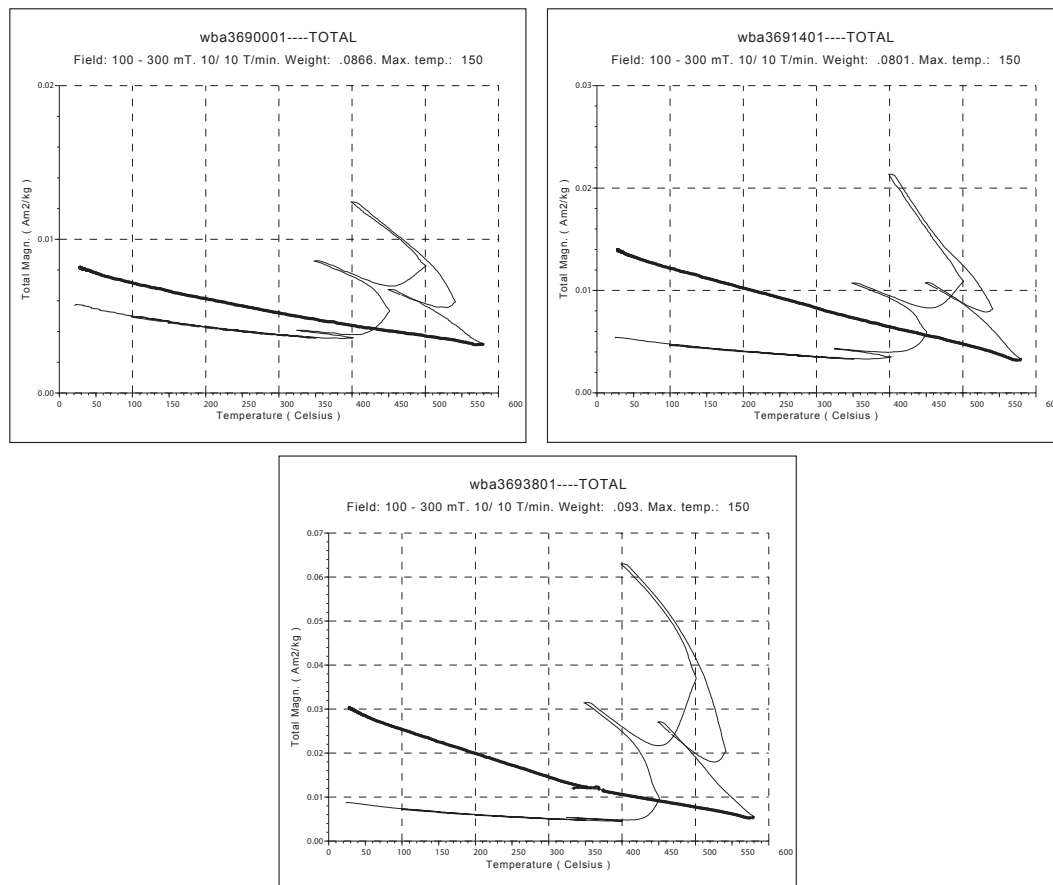 wba3690001----TOTAL
Field: 100 - 300 mT. 10/ 10 T/min. Weight: .0866. Max. temp.: 150
0.02
0.01
0.00
Total Magn. ( Am2/kg )
0 50 100 150 200 250 300 350 400 450 500 550 600
Temperature ( Celsius )
wba3691401----TOTAL
Field: 100 - 300 mT. 10/ 10 T/min. Weight: .0801. Max. temp.: 150
0.03
0.02
0.01
0.00
Total Magn. ( Am2/kg )
0 50 100 150 200 250 300 350 400 450 500 550 60
Temperature ( Celsius )
wba3693801----TOTAL
Field: 100 - 300 mT. 10/ 10 T/min. Weight: .093. Max. temp.: 150
0.07
0.06
0.05
0.04
0.03
0.02
0.01
0.00
Total Magn. ( Am2/kg )
0 50 100 150 200 250 300 350 400 450 500 550 600
Temperature ( Celsius )